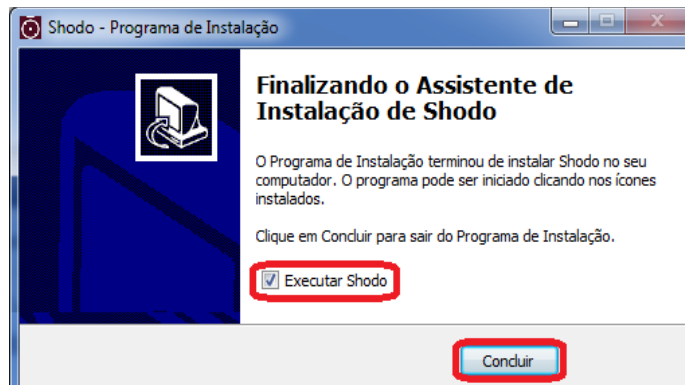 Shodo - Programa de Instalação
Finalizando o Assistente de
Instalação de Shodo
O Programa de Instalação terminou de instalar Shodo no seu
computador. O programa pode ser iniciado clicando nos ícones
instalados.
Clique em Concluir para sair do Programa de Instalação.
Executar Shodo
Concluir